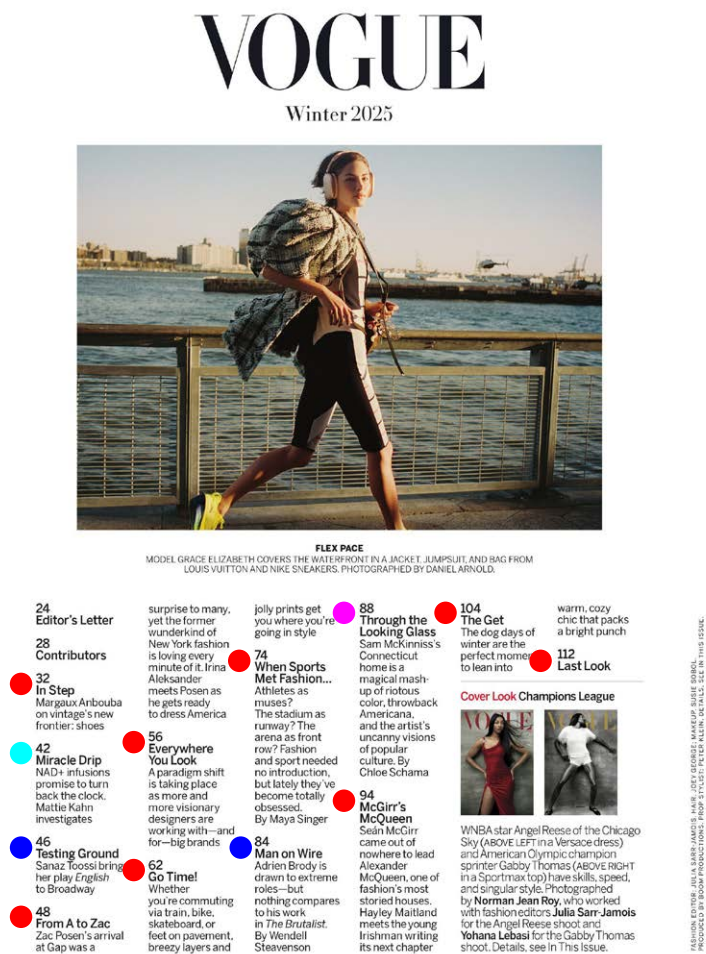 VOGUE
Winter 2025
FLEX PACE
MODEL GRACE ELIZABETH COVERS THE WATERFRONT IN A JACKET, JUMPSUIT, AND BAG FROM
LOUIS VUITTON AND NIKE SNEAKERS. PHOTOGRAPHED BY DANIEL ARNOLD.
24
Editor's Letter
28
Contributors
32
In Step
Margaux Anbouba
on vintage's new
frontier: shoes
42
Miracle Drip
NAD+ infusions
promise to turn
back the clock.
Mattie Kahn
investigates
46
Testing Ground
Sanaz Toossi brings
her play English
to Broadway
48
From A to Zac
Zac Posen's arrival
at Gap was a
surprise to many,
yet the former
wunderkind of
New York fashion
is loving every
minute of it. Irina
Aleksander
meets Posen as
he gets ready
to dress America
56
Everywhere
You Look
A paradigm shift
is taking place
as more and
more visionary
designers are
working with—and
for—big brands
62
Go Time!
Whether
you're commuting
via train, bike,
skateboard, or
feet on pavement,
breezy layers and
jolly prints get
you where you're
going in style
74
When Sports
Met Fashion...
Athletes as
muses?
The stadium as
runway? The
arena as front
row? Fashion
and sport needed
no introduction,
but lately they've
become totally
obsessed.
By Maya Singer
84
Man on Wire
Adrien Brody is
drawn to extreme
roles—but
nothing compares
to his work
in The Brutalist.
By Wendell
Steavenson
88
Through the
Looking Glass
Sam McKinniss's
Connecticut
home is a
magical mash-
up of riotous
color, throwback
Americana,
and the artist's
uncanny visions
of popular
culture. By
Chloe Schama
94
McGirr's
McQueen
Seán McGirr
came out of
nowhere to lead
Alexander
McQueen, one of
fashion's most
storied houses.
Hayley Maitland
meets the young
Irishman writing
its next chapter
104
The Get
The dog days of
winter are the
perfect moment
to lean into
warm, cozy
chic that packs
a bright punch
112
Last Look
Cover Look Champions League
VOGUE
VOGUE
WNBA star Angel Reese of the Chicago
Sky (ABOVE LEFT in a Versace dress)
and American Olympic champion
sprinter Gabby Thomas (ABOVE RIGHT
in a Sportmax top) have skills, speed,
and singular style. Photographed
by Norman Jean Roy, who worked
with fashion editors Julia Sarr-Jamois
for the Angel Reese shoot and
Yohana Lebasi for the Gabby Thomas
shoot. Details, see In This Issue.
FASHION EDITOR: JULIA SARR-JAMOIS. HAIR, JOEY GEORGE; MAKEUP, SUSIE SOBOL.
PRODUCED BY BOOM PRODUCTIONS. PROP STYLIST: PETER KLEIN. DETAILS, SEE IN THIS ISSUE.